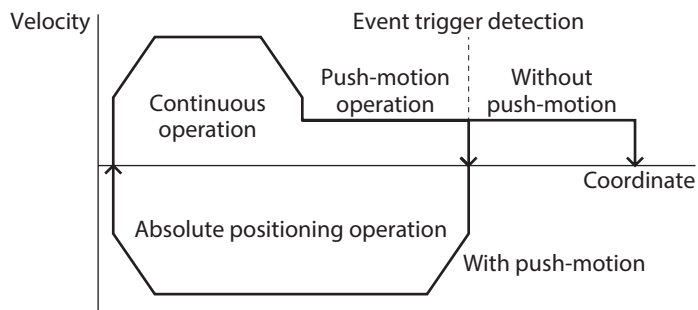 Velocity
Event trigger detection
Push-motion
operation
Without
push-motion
Continuous
operation
Coordinate
Absolute positioning operation
With push-motion